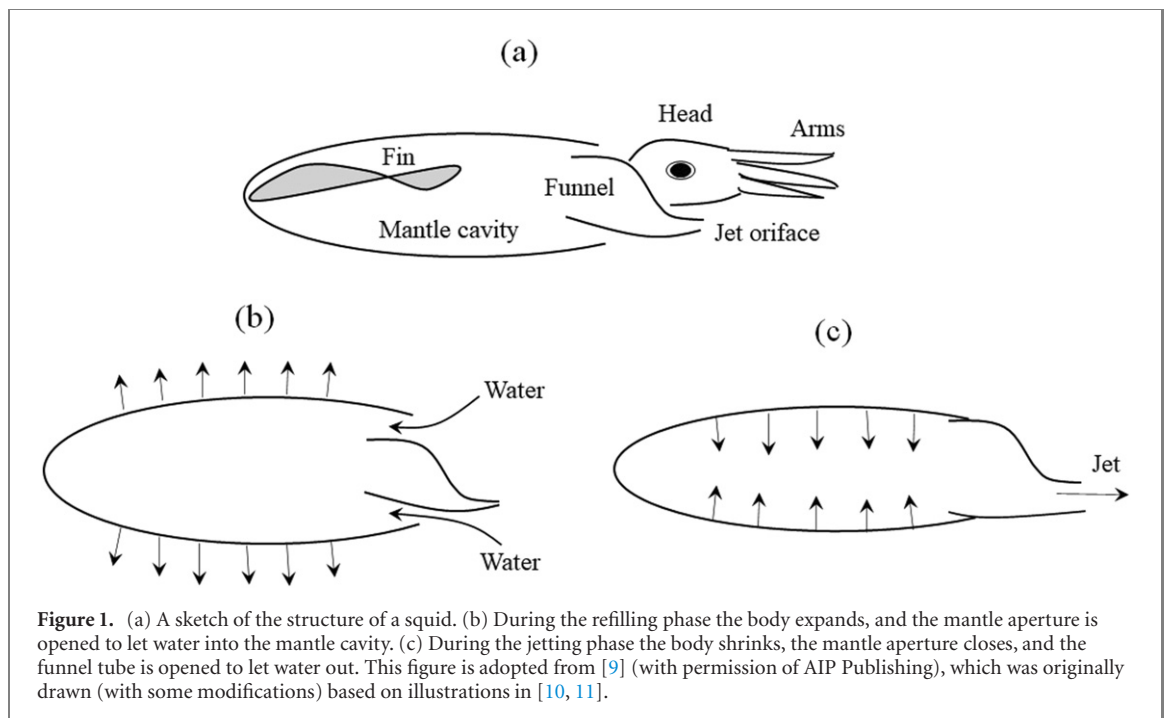 (a)
Head
Arms
Fin
Funnel
Mantle cavity
Jet oriface
(b)
(c)
Water
Jet
Water
Figure 1. (a) A sketch of the structure of a squid. (b) During the refilling phase the body expands, and the mantle aperture is
opened to let water into the mantle cavity. (c) During the jetting phase the body shrinks, the mantle aperture closes, and the
funnel tube is opened to let water out. This figure is adopted from [9] (with permission of AIP Publishing), which was originally
drawn (with some modifications) based on illustrations in [10, 11].